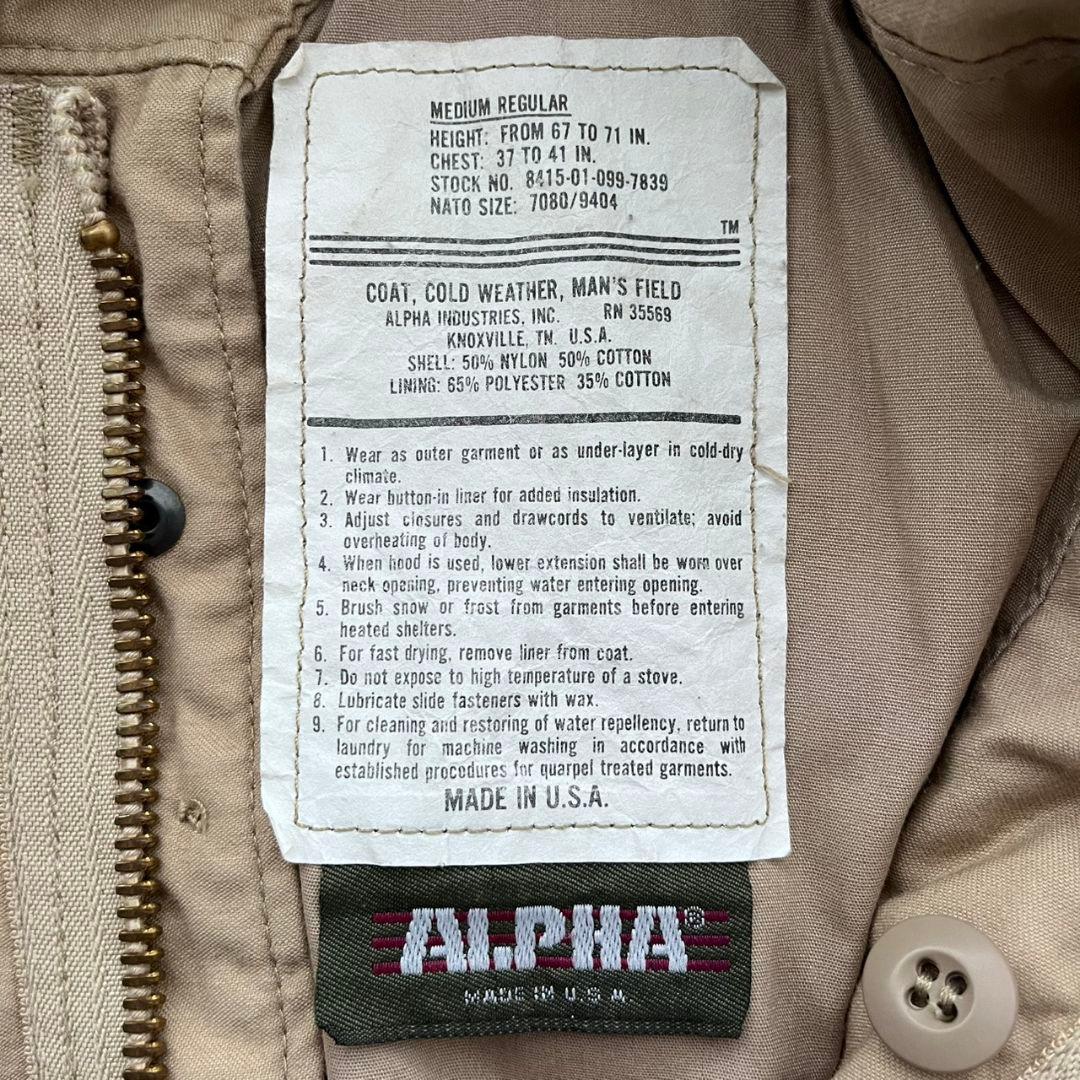 MEDIUM REGULAR
HEIGHT: FROM 67 TO 71 IN.
CHEST: 37 TO 41 IN.
STOCK NO. 8415-01-099-7839
NATO SIZE: 7080/9404
TM
COAT, COLD WEATHER, MAN'S FIELD
ALPHA INDUSTRIES, INC. RN 35569
KNOXVILLE, TN. U.S.A.
SHELL: 50% NYLON 50% COTTON
LINING: 65% POLYESTER 35% COTTON
1. Wear as outer garment or as under-layer in cold-dry
climate.
2. Wear button-in liner for added insulation.
3. Adjust closures and drawcords to ventilate; avoid
overheating of body.
4. When hood is used, lower extension shall be worn over
neck opening, preventing water entering opening.
5. Brush snow or frost from garments before entering
heated shelters.
6. For fast drying, remove liner from coat.
7. Do not expose to high temperature of a stove.
8. Lubricate slide fasteners with wax.
9. For cleaning and restoring of water repellency, return to
laundry for machine washing in accordance with
established procedures for quarpel treated garments.
MADE IN U.S.A.
ALPHA®
MADE IN U.S.A.